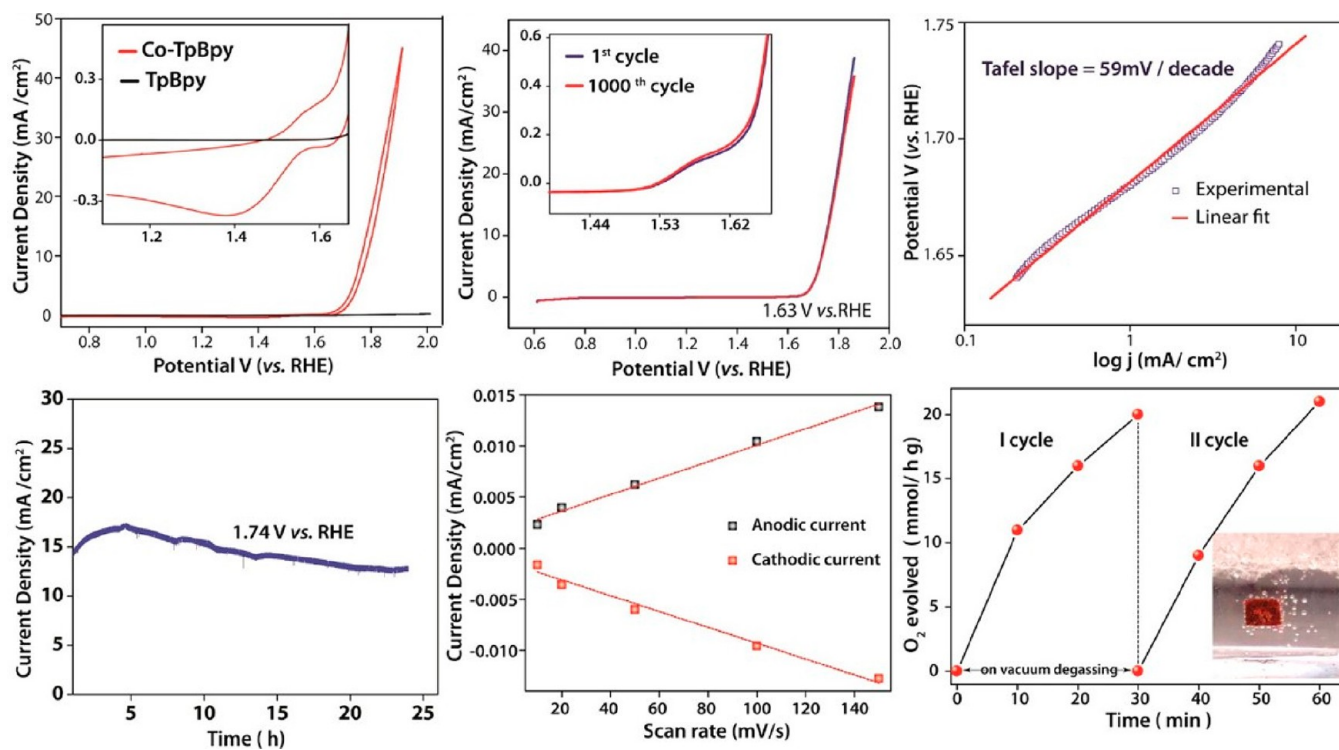 50
40
30
20
10
0
Current Density (mA /cm²)
Co-TpBpy
TpBpy
0.3
0.0
-0.3
1.2 1.4 1.6
0.8 1.0 1.2 1.4 1.6 1.8 2.0
Potential V (vs. RHE)
40
30
20
10
0
Current Density (mA/cm²)
0.6
0.4
0.2
0.0
1st cycle
1000 th cycle
1.44 1.53 1.62
1.63 V vs.RHE
0.6 0.8 1.0 1.2 1.4 1.6 1.8 2.0
Potential V (vs. RHE)
1.75
1.70
1.65
Potential V (vs. RHE)
Tafel slope = 59mV / decade
Experimental
Linear fit
0.1 1 10
log j (mA/ cm²)
30
25
20
15
10
5
0
Current Density (mA/cm²)
1.74 V vs. RHE
5 10 15 20 25
Time ( h)
0.015
0.010
0.005
0.000
-0.005
-0.010
Current Density (mA/cm²)
Anodic current
Cathodic current
20 40 60 80 100 120 140
Scan rate (mV/s)
20
15
10
5
0
O₂ evolved (mmol/ h g)
I cycle
II cycle
on vacuum degassing
0 10 20 30 40 50 60
Time ( min)